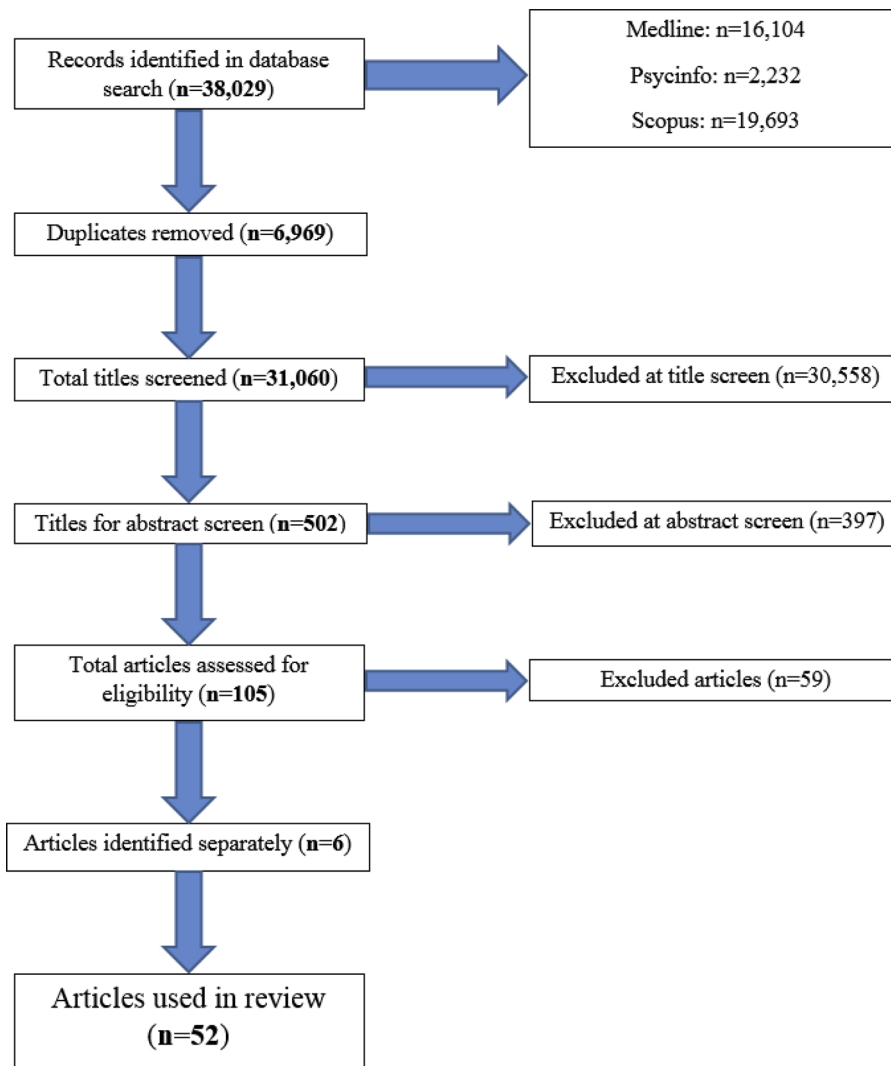 Records identified in database
search (n=38,029)
Medline: n=16,104
Psycinfo: n=2,232
Scopus: n=19,693
Duplicates removed (n=6,969)
Total titles screened (n=31,060)
Excluded at title screen (n=30,558)
Titles for abstract screen (n=502)
Excluded at abstract screen (n=397)
Total articles assessed for
eligibility (n=105)
Excluded articles (n=59)
Articles identified separately (n=6)
Articles used in review
(n=52)